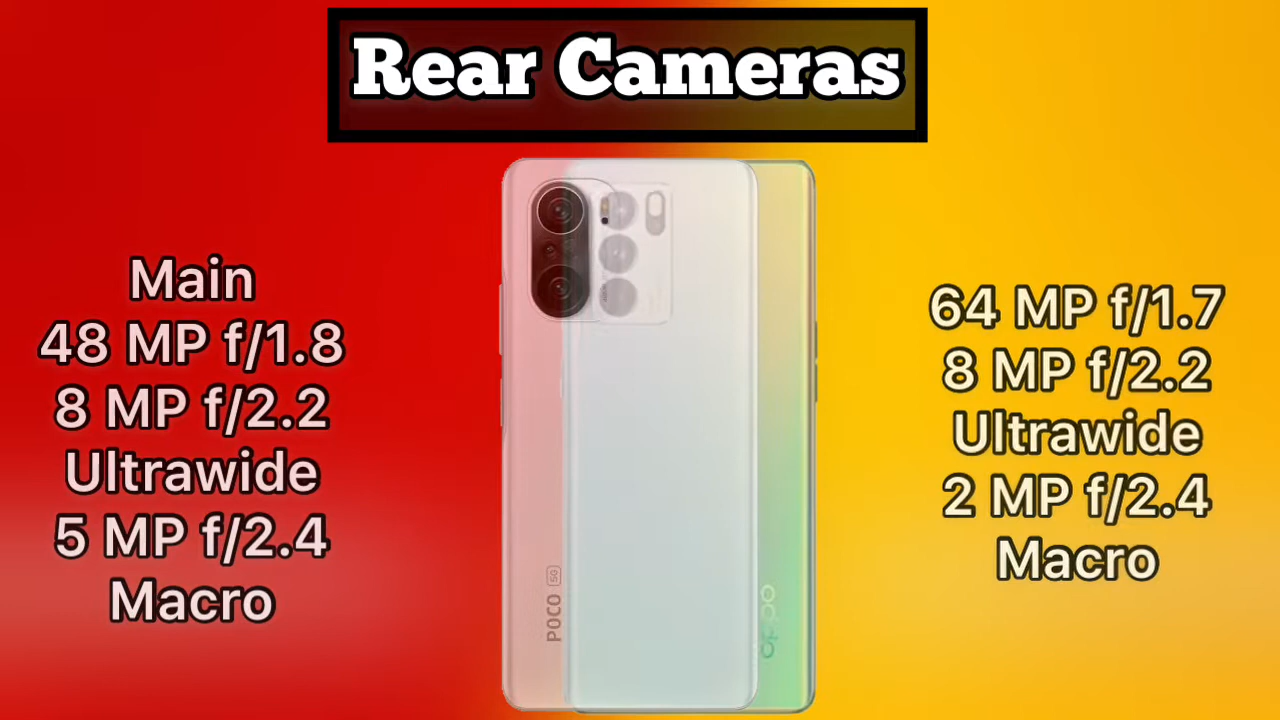 Rear Cameras
Main
48 MP f/1.8
8 MP f/2.2
Ultrawide
5 MP f/2.4
Macro
64 MP f/1.7
8 MP f/2.2
Ultrawide
2 MP f/2.4
Macro
POCO 5G
oppo